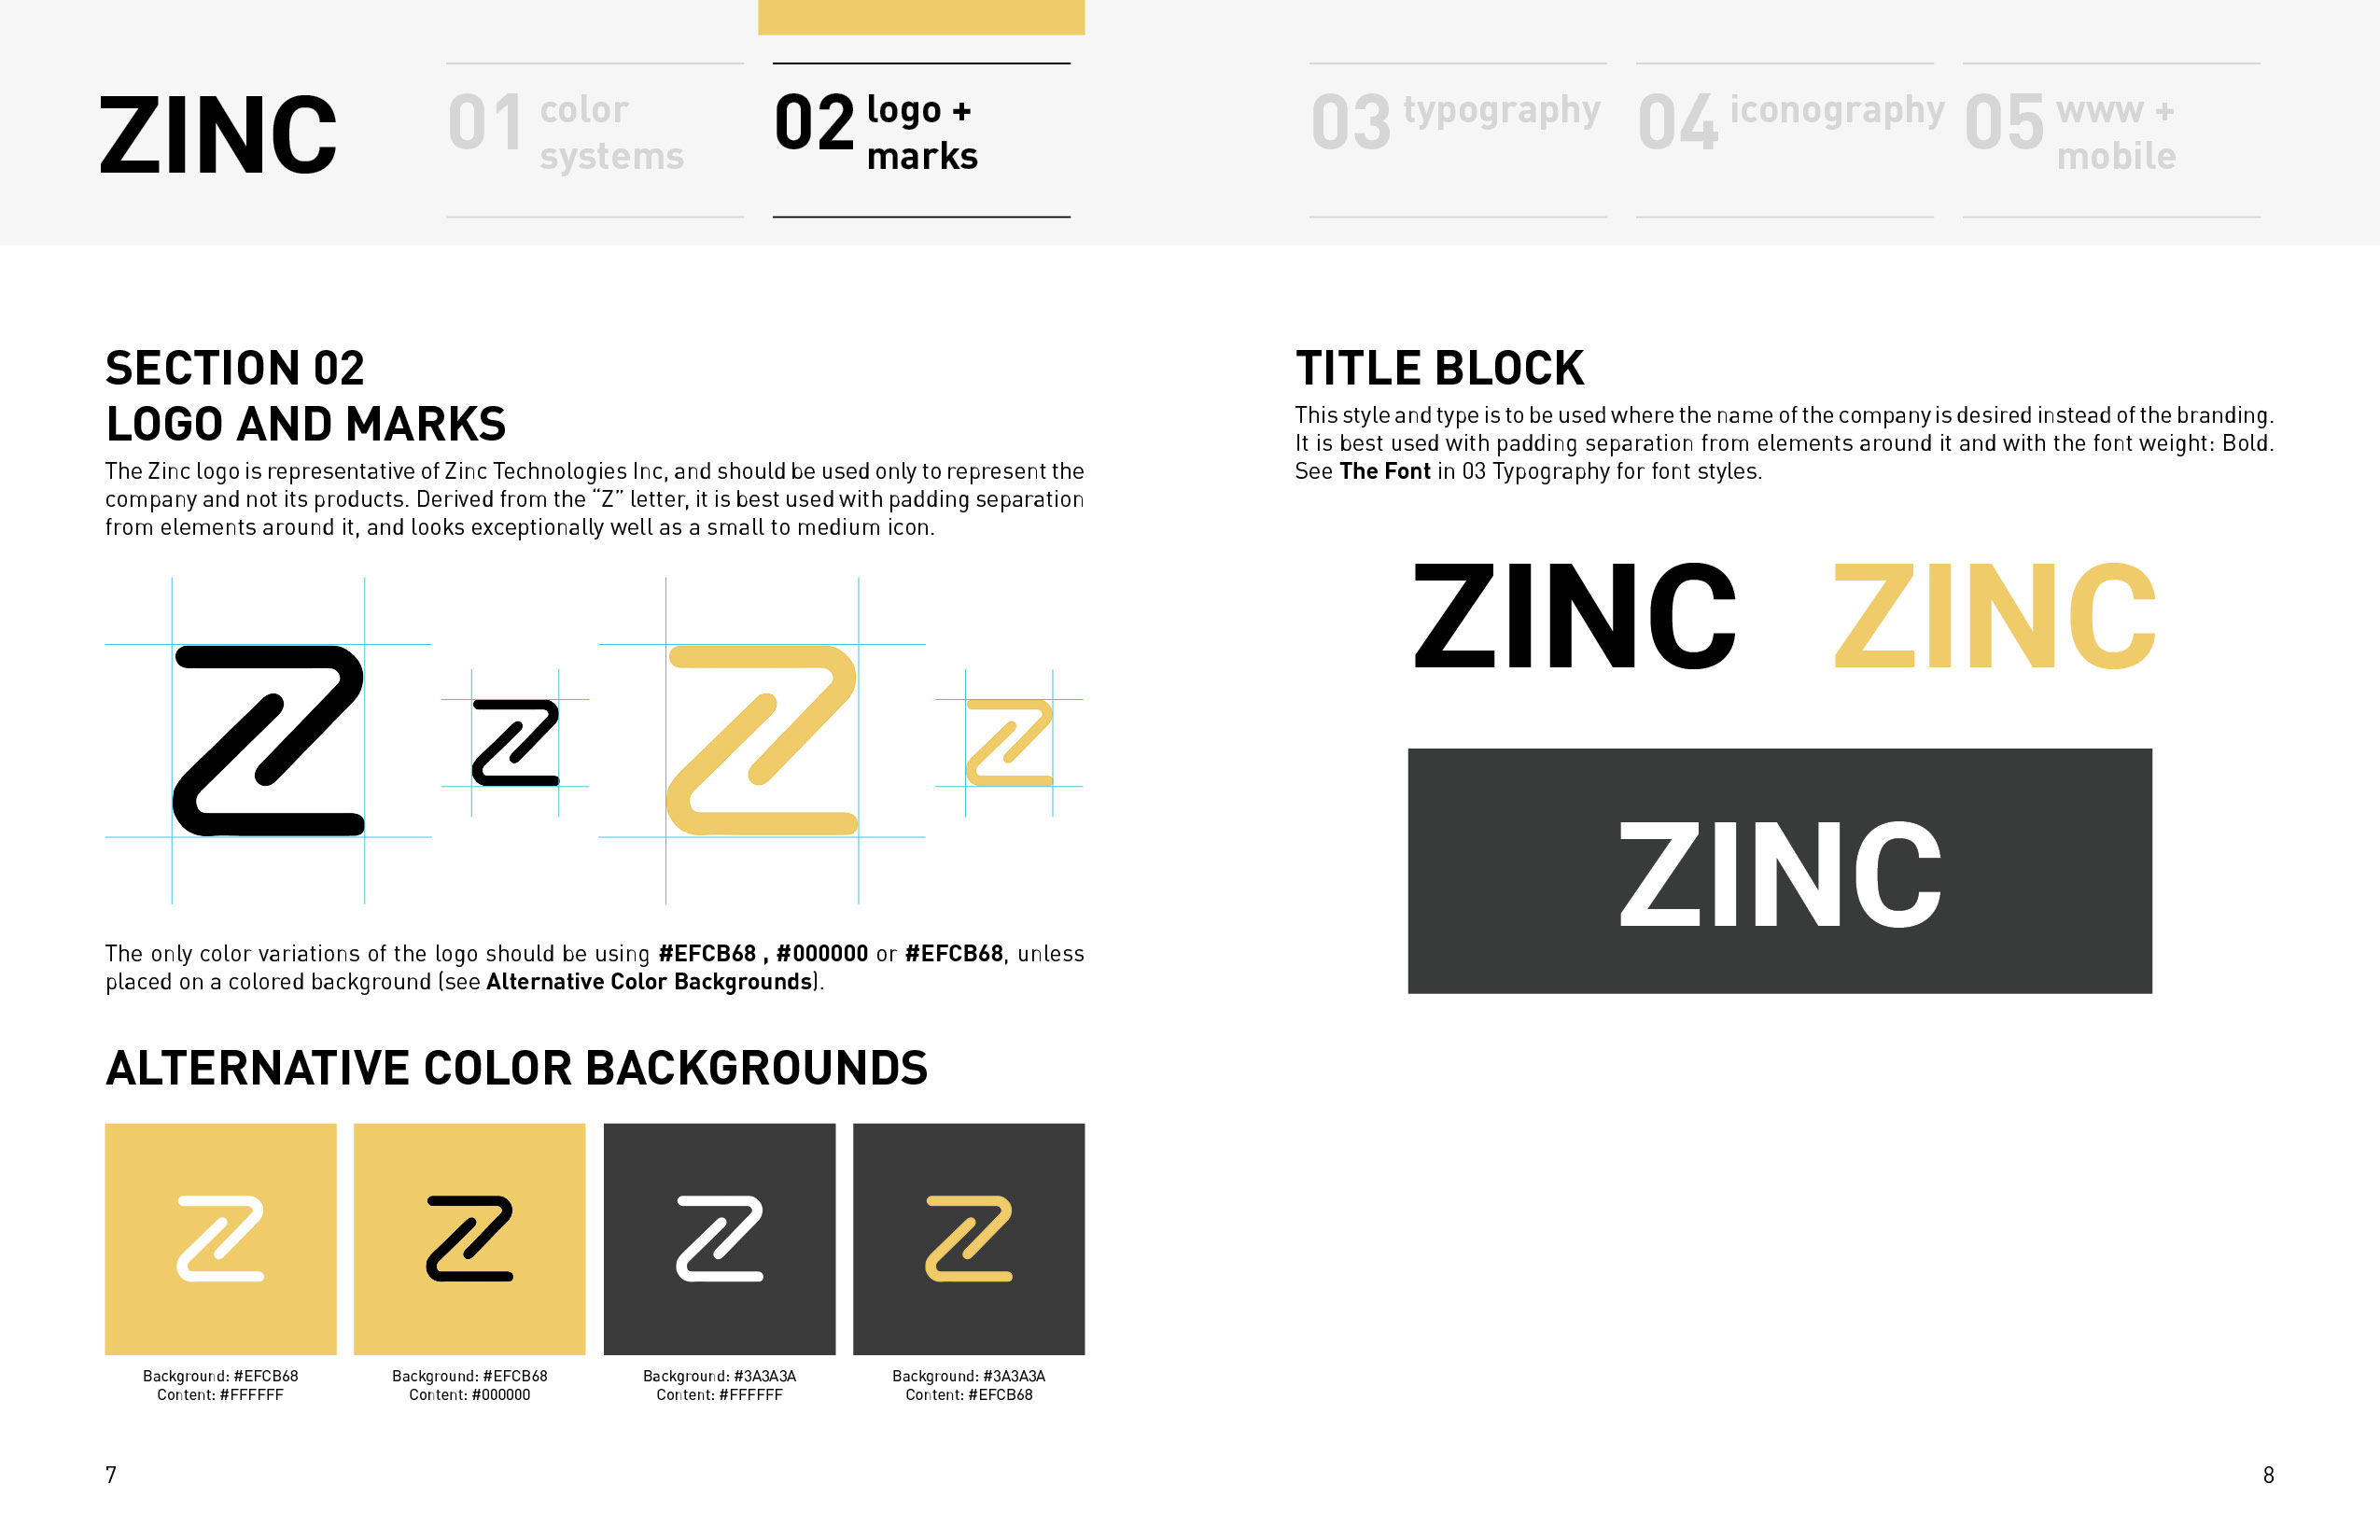 ZINC
01 color
systems
02 logo +
marks
03 typography
04 iconography
05 www +
mobile
SECTION 02
LOGO AND MARKS
The Zinc logo is representative of Zinc Technologies Inc, and should be used only to represent the
company and not its products. Derived from the “Z” letter, it is best used with padding separation
from elements around it, and looks exceptionally well as a small to medium icon.
The only color variations of the logo should be using #EFCB68 , #000000 or #EFCB68, unless
placed on a colored background (see Alternative Color Backgrounds).
ALTERNATIVE COLOR BACKGROUNDS
Background: #EFCB68
Content: #FFFFFF
Background: #EFCB68
Content: #000000
Background: #3A3A3A
Content: #FFFFFF
Background: #3A3A3A
Content: #EFCB68
7
TITLE BLOCK
This style and type is to be used where the name of the company is desired instead of the branding.
It is best used with padding separation from elements around it and with the font weight: Bold.
See The Font in 03 Typography for font styles.
ZINC ZINC
ZINC
8